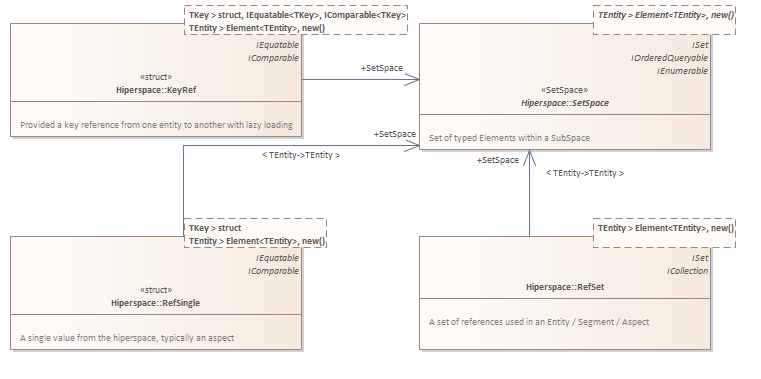 TKey > struct, IEquatable<TKey>, IComparable<TKey>
TEntity > Element<TEntity>, new()
IEquatable
IComparable
«struct»
Hiperspace::KeyRef
Provided a key reference from one entity to another with lazy loading
+SetSpace
TEntity > Element<TEntity>, new()
ISet
IOrderedQueryable
IEnumerable
«SetSpace»
Hiperspace::SetSpace
Set of typed Elements within a SubSpace
+SetSpace
< TEntity->TEntity >
+SetSpace
< TEntity->TEntity >
TKey > struct
TEntity > Element<TEntity>, new()
IEquatable
IComparable
«struct»
Hiperspace::RefSingle
A single value from the hiperspace, typically an aspect
TEntity > Element<TEntity>, new()
ISet
ICollection
Hiperspace::RefSet
A set of references used in an Entity / Segment / Aspect